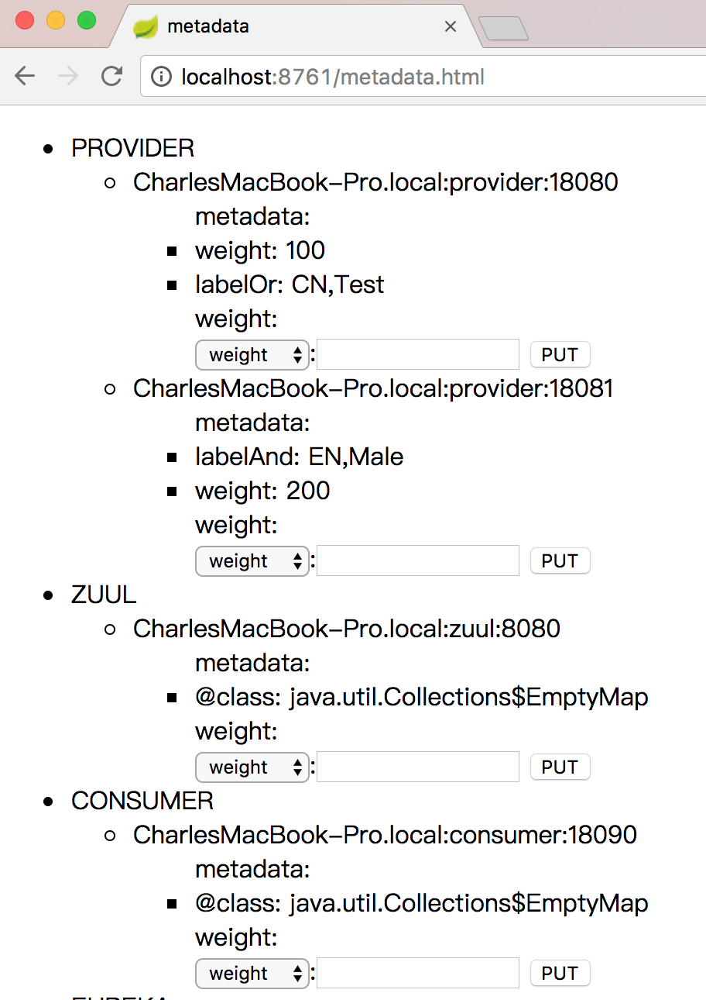 metadata
localhost:8761/metadata.html
PROVIDER
CharlesMacBook-Pro.local:provider:18080
metadata:
weight: 100
labelOr: CN,Test
weight:
weight : PUT
CharlesMacBook-Pro.local:provider:18081
metadata:
labelAnd: EN,Male
weight: 200
weight:
weight : PUT
ZUUL
CharlesMacBook-Pro.local:zuul:8080
metadata:
@class: java.util.Collections$EmptyMap
weight:
weight : PUT
CONSUMER
CharlesMacBook-Pro.local:consumer:18090
metadata:
@class: java.util.Collections$EmptyMap
weight:
weight : PUT